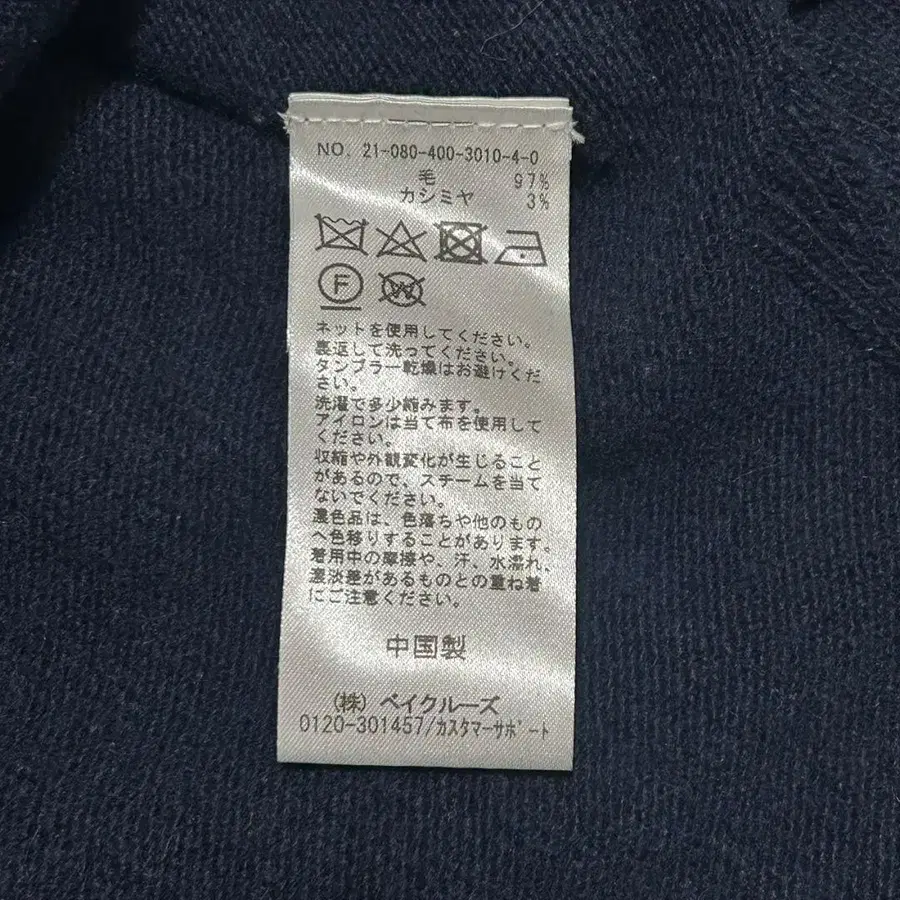 NO. 21-080-400-3010-4-0
毛 97%
カシミヤ 3%
F
W
ネットを使用してください。
裏返して洗ってください。
タンブラー乾燥はお避けくだ
さい。
洗濯で多少縮みます。
アイロンは当て布を使用して
ください。
収縮や外観変化が生じること
があるので、スチームを当て
ないでください。
濃色品は、色落ちや他のもの
へ色移りすることがあります。
着用中の摩擦や、汗、水濡れ、
濃淡差があるものとの重ね着
にご注意ください。
中国製
(株) ベイクルーズ
0120-301457/カスタマーサポート